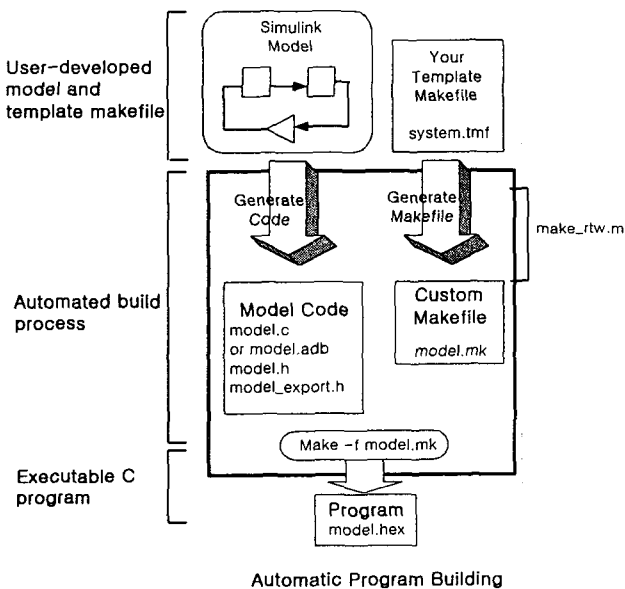 User-developed
model and
template makefile
Simulink
Model
Your
Template
Makefile
system.tmf
Generate
Code
Generate
Makefile
make_rtw.m
Automated build
process
Model Code
model.c
or model.adb
model.h
model_export.h
Custom
Makefile
model.mk
Make -f model.mk
Executable C
program
Program
model.hex
Automatic Program Building